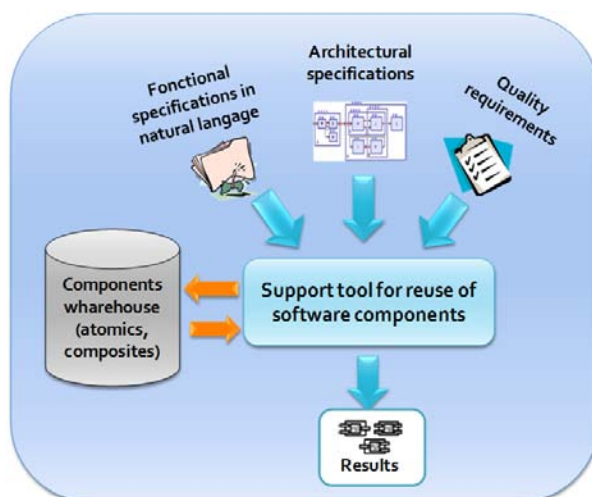 Fonctional
specifications in
natural langage
Architectural
specifications
Quality
requirements
Components
wharehouse
(atomics,
composites)
Support tool for reuse of
software components
Results